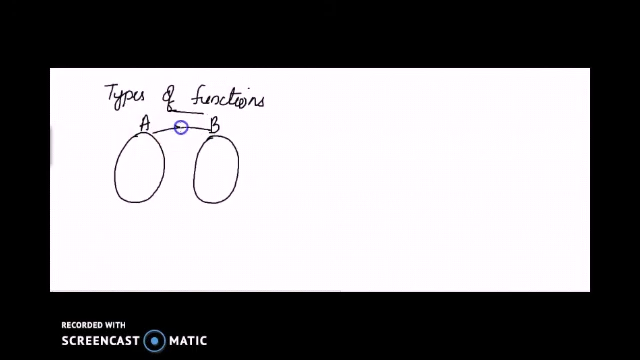 Types of functions
A B
RECORDED WITH
SCREENCAST MATIC